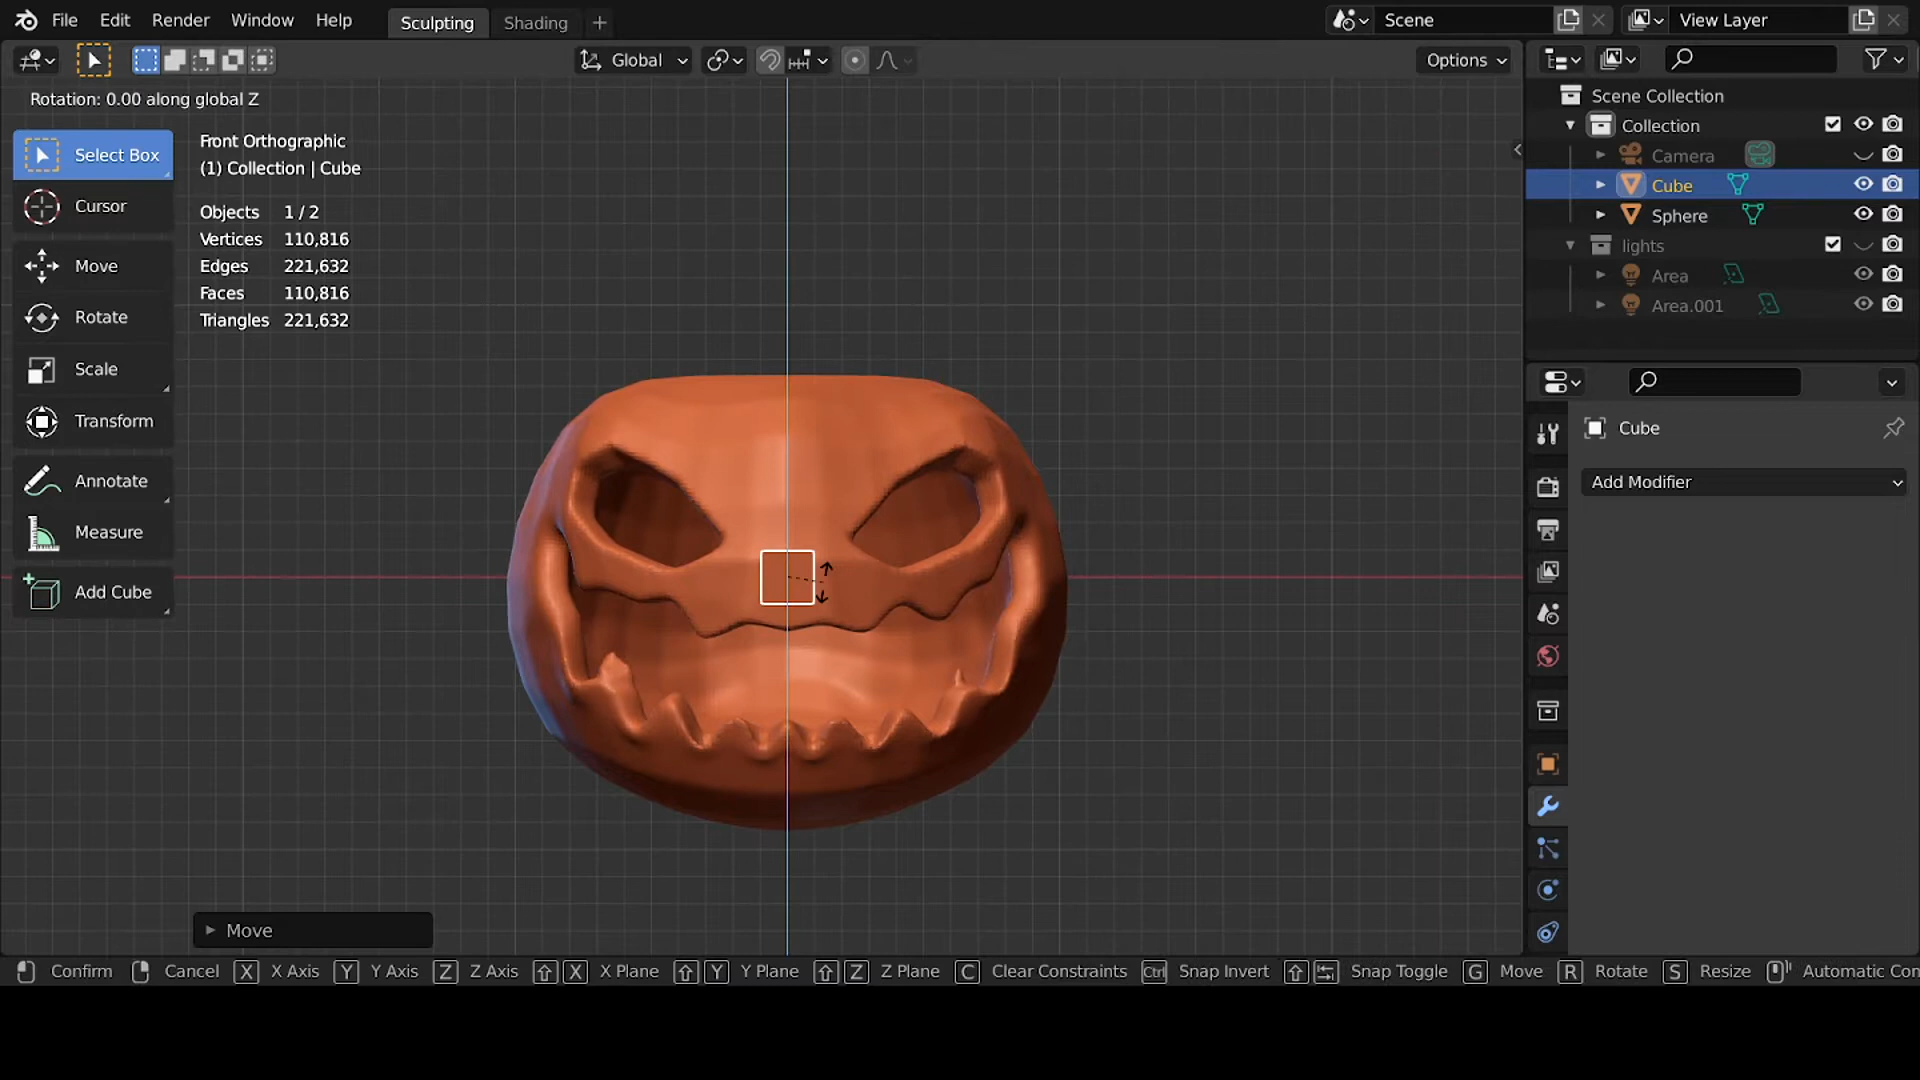 File Edit Render Window Help Sculpting Shading + Scene View Layer
Global Options
Rotation: 0.00 along global Z
Front Orthographic
(1) Collection | Cube
Objects 1 / 2
Vertices 110,816
Edges 221,632
Faces 110,816
Triangles 221,632
Select Box
Cursor
Move
Rotate
Scale
Transform
Annotate
Measure
Add Cube
Move
Scene Collection
Collection
Camera
Cube
Sphere
lights
Area
Area.001
Cube
Add Modifier
Confirm Cancel X X Axis Y Y Axis Z Z Axis X X Plane Y Y Plane Z Z Plane C Clear Constraints Ctrl Snap Invert Snap Toggle G Move R Rotate S Resize Automatic Con